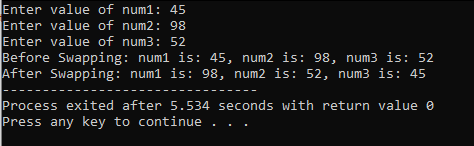 Enter value of num1: 45
Enter value of num2: 98
Enter value of num3: 52
Before Swapping: num1 is: 45, num2 is: 98, num3 is: 52
After Swapping: num1 is: 98, num2 is: 52, num3 is: 45
--------------------------------
Process exited after 5.534 seconds with return value 0
Press any key to continue . . .